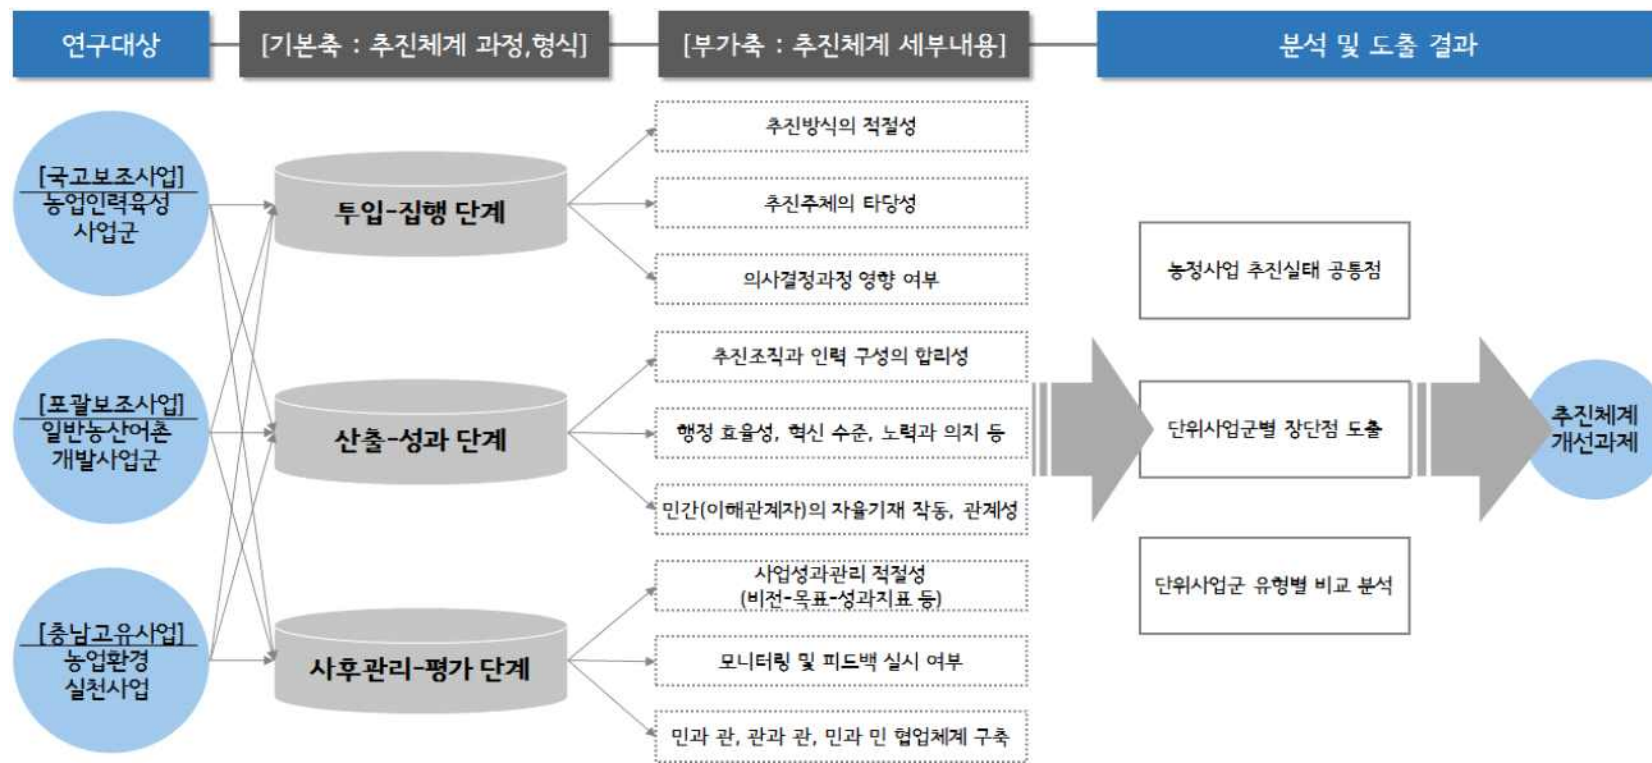 연구대상
[기본축 : 추진체계 과정,형식]
[부가축 : 추진체계 세부내용]
분석 및 도출 결과
[국고보조사업]
농업인력육성
사업군
[포괄보조사업]
일반농산어촌
개발사업군
[충남고유사업]
농업환경
실천사업
투입-집행 단계
산출-성과 단계
사후관리-평가 단계
추진방식의 적절성
추진주체의 타당성
의사결정과정 영향 여부
추진조직과 인력 구성의 합리성
행정 효율성, 혁신 수준, 노력과 의지 등
민간(이해관계자)의 자율기재 작동, 관계성
사업성과관리 적절성
(비전-목표-성과지표 등)
모니터링 및 피드백 실시 여부
민과 관, 관과 관, 민과 민 협업체계 구축
농정사업 추진실태 공통점
단위사업군별 장단점 도출
단위사업군 유형별 비교 분석
추진체계
개선과제